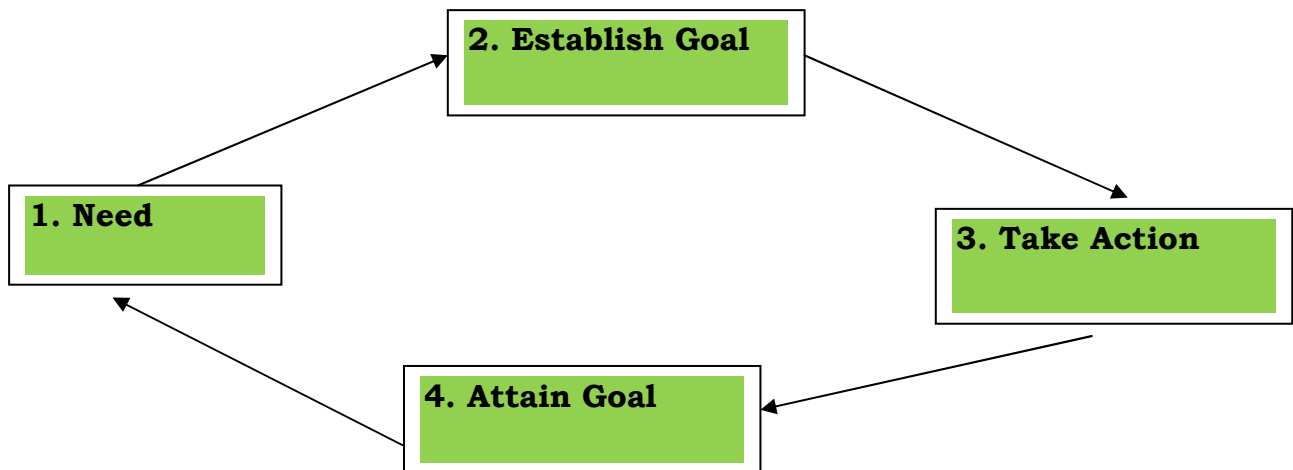 2. Establish Goal
1. Need
3. Take Action
4. Attain Goal